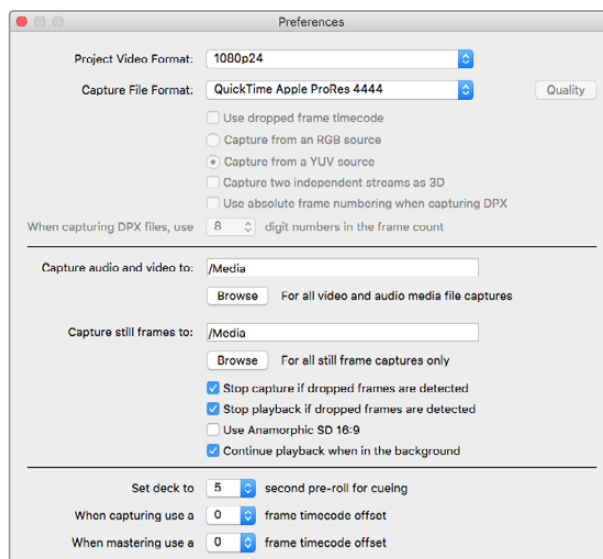 Preferences
Project Video Format: 1080p24
Capture File Format: QuickTime Apple ProRes 4444 Quality
Use dropped frame timecode
Capture from an RGB source
Capture from a YUV source
Capture two independent streams as 3D
Use absolute frame numbering when capturing DPX
When capturing DPX files, use 8 digit numbers in the frame count
Capture audio and video to: /Media
Browse For all video and audio media file captures
Capture still frames to: /Media
Browse For all still frame captures only
Stop capture if dropped frames are detected
Stop playback if dropped frames are detected
Use Anamorphic SD 16:9
Continue playback when in the background
Set deck to 5 second pre-roll for cueing
When capturing use a 0 frame timecode offset
When mastering use a 0 frame timecode offset